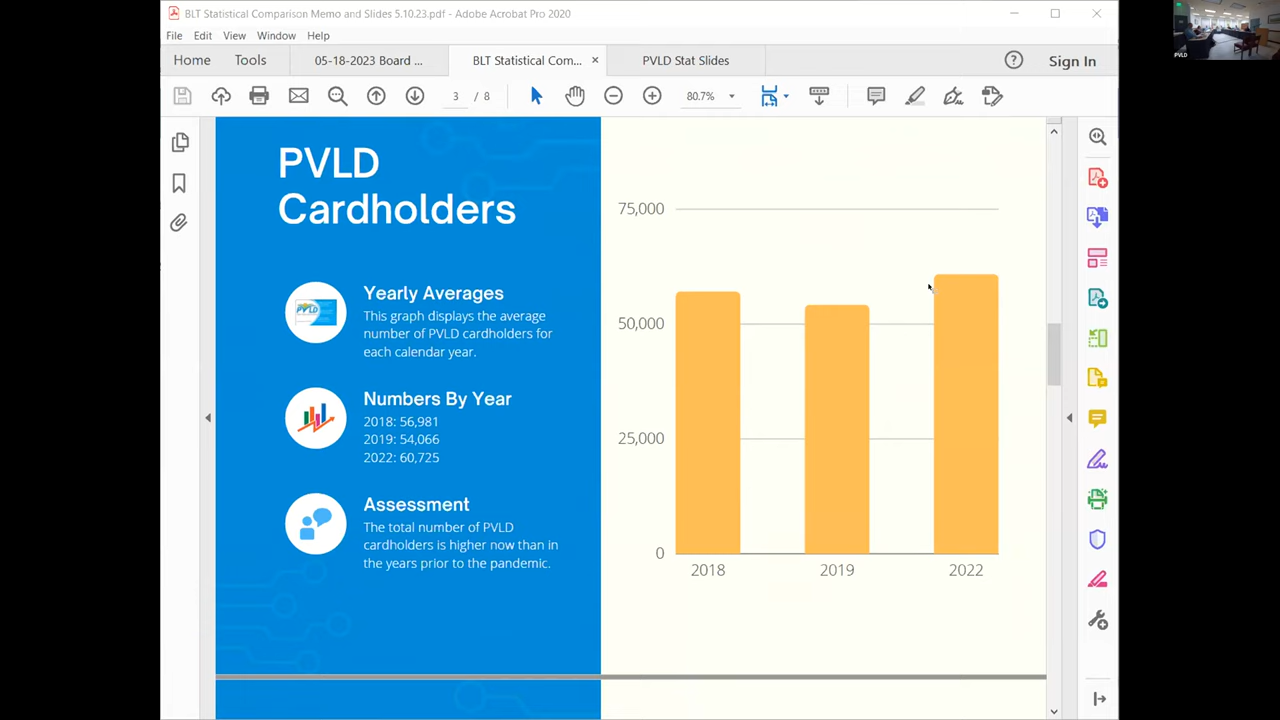 BLT Statistical Comparison Memo and Slides 5.10.23.pdf - Adobe Acrobat Pro 2020
File Edit View Window Help
Home Tools 05-18-2023 Board ... BLT Statistical Com... × PVLD Stat Slides Sign In
3 / 8 80.7%
PVLD
Cardholders
Yearly Averages
This graph displays the average
number of PVLD cardholders for
each calendar year.
Numbers By Year
2018: 56,981
2019: 54,066
2022: 60,725
Assessment
The total number of PVLD
cardholders is higher now than in
the years prior to the pandemic.
75,000
50,000
25,000
0
2018 2019 2022
PVLD
PVLD